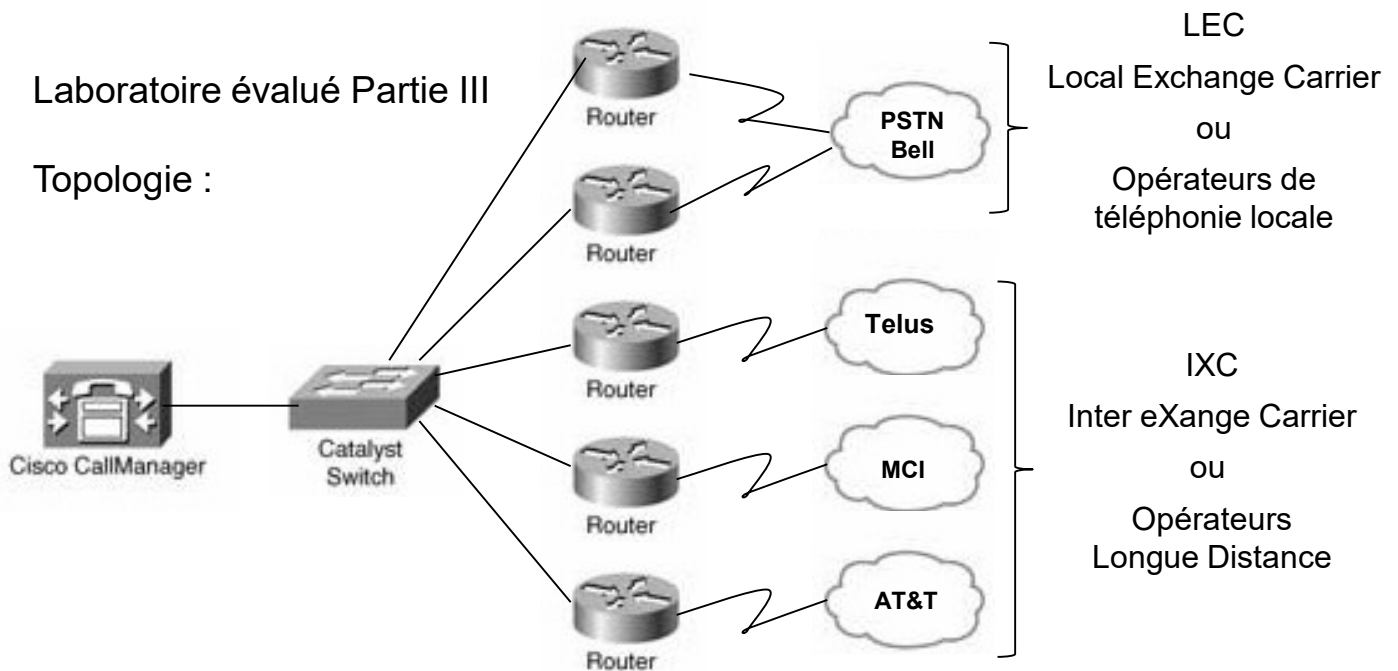 Laboratoire évalué Partie III
Topologie :
Cisco CallManager
Catalyst
Switch
Router
Router
Router
Router
Router
PSTN
Bell
Telus
MCI
AT&T
LEC
Local Exchange Carrier
ou
Opérateurs de
téléphonie locale
IXC
Inter eXange Carrier
ou
Opérateurs
Longue Distance